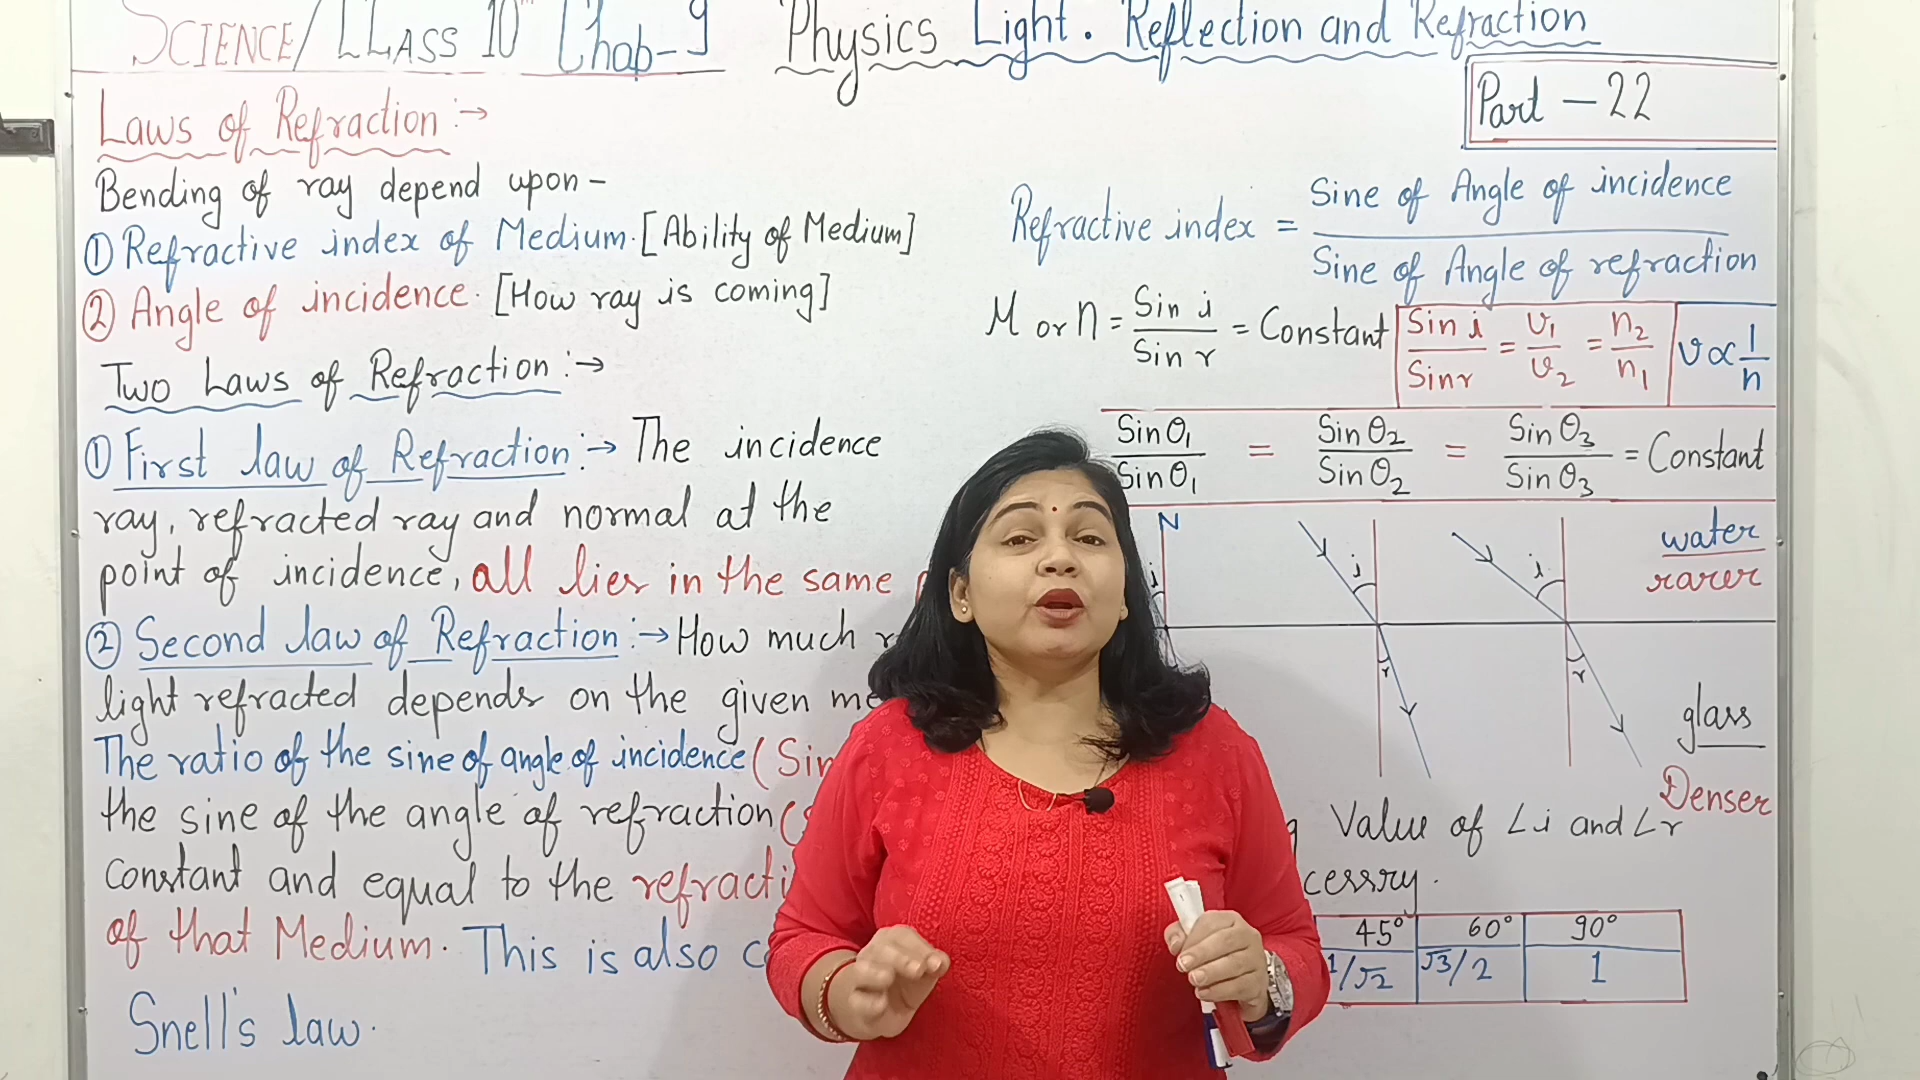 SCIENCE/ CLASS 10th Chap-9 Physics Light. Reflection and Refraction
Part - 22
Laws of Refraction :→
Bending of ray depend upon -
① Refractive index of Medium. [Ability of Medium]
② Angle of incidence. [How ray is coming]
Two Laws of Refraction :→
① First law of Refraction :→ The incidence
ray, refracted ray and normal at the
point of incidence, all lies in the same
② Second law of Refraction :→ How much
light refracted depends on the given
The ratio of the sine of angle of incidence (Sin
the sine of the angle of refraction (
constant and equal to the
of that Medium. This is also
Snell's law.
Refractive index = Sine of Angle of incidence / Sine of Angle of refraction
M or n = Sin i / Sin r = Constant
Sin i / Sin r = v1 / v2 = n2 / n1
v ∝ 1/n
Sin θ1 / Sin θ1 = Sin θ2 / Sin θ2 = Sin θ3 / Sin θ3 = Constant
N
i i i
water
rarer
r r
glass
Denser
Value of ∠i and ∠r
45° 60° 90°
1/√2 √3/2 1